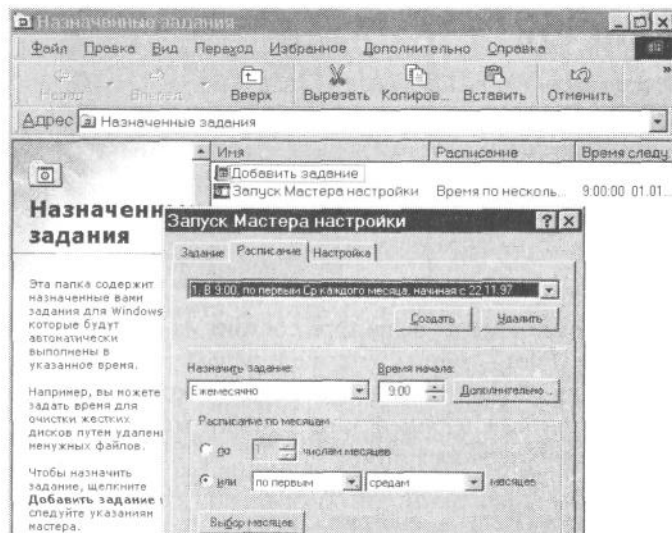 Назначенные задания
Файл Правка Вид Переход Избранное Дополнительно Справка
Назад Вперед Вверх Вырезать Копиров... Вставить Отменить »
Адрес Назначенные задания
Имя Расписание Время следу
Добавить задание
Запуск Мастера настройки Время по несколь... 9:00:00 01.01...
Назначенн
задания
Эта папка содержит
назначенные вами
задания для Windows
которые будут
автоматически
выполнены в
указанное время.
Например, вы можете
задать время для
очистки жестких
дисков путем удалени
ненужных файлов.
Чтобы назначить
задание, щелкните
Добавить задание
следуйте указаниям
мастера.
Запуск Мастера настройки
Задание Расписание Настройка
1. В 9:00, по первым Ср каждого месяца, начиная с 22.11.97
Создать Удалить
Назначить задание: Время начала:
Ежемесячно 9:00 Дополнительно...
Расписание по месяцам
по 1 числам месяцев
или по первым средам месяцев
Выбор месяцев